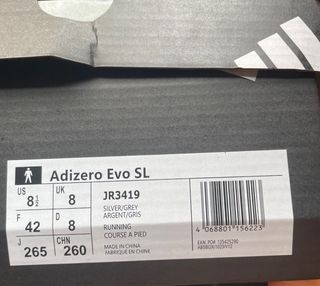 Adizero Evo SL
US
8½
UK
8
JR3419
SILVER/GREY
ARGENT/GRIS
F
42
D
8
RUNNING
COURSE A PIED
J
265
CHN
260
MADE IN CHINA
FABRIQUE EN CHINE
4 068801 156223